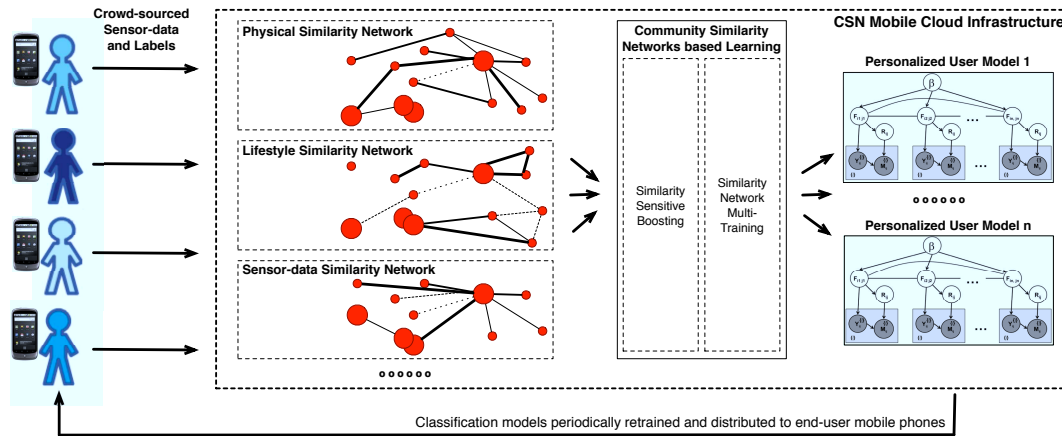 Crowd-sourced
Sensor-data
and Labels
CSN Mobile Cloud Infrastructure
Physical Similarity Network
Lifestyle Similarity Network
Sensor-data Similarity Network
Community Similarity
Networks based Learning
Similarity
Sensitive
Boosting
Similarity
Network
Multi-
Training
Personalized User Model 1
β
...
...
Personalized User Model n
β
...
...
Classification models periodically retrained and distributed to end-user mobile phones